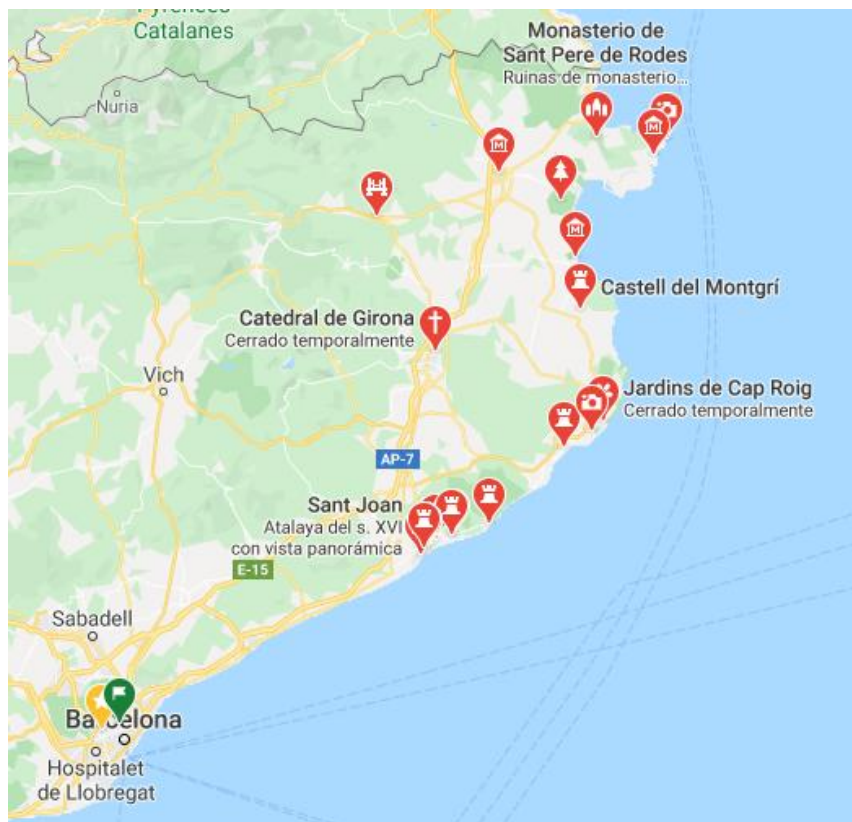 Pyrénées
Catalanes
Nuria
Monasterio de
Sant Pere de Rodes
Ruinas de monasterio...
Castell del Montgrí
Catedral de Girona
Cerrado temporalmente
Vich
Jardins de Cap Roig
Cerrado temporalmente
AP-7
Sant Joan
Atalaya del s. XVI
con vista panorámica
E-15
Sabadell
Barcelona
Hospitalet
de Llobregat